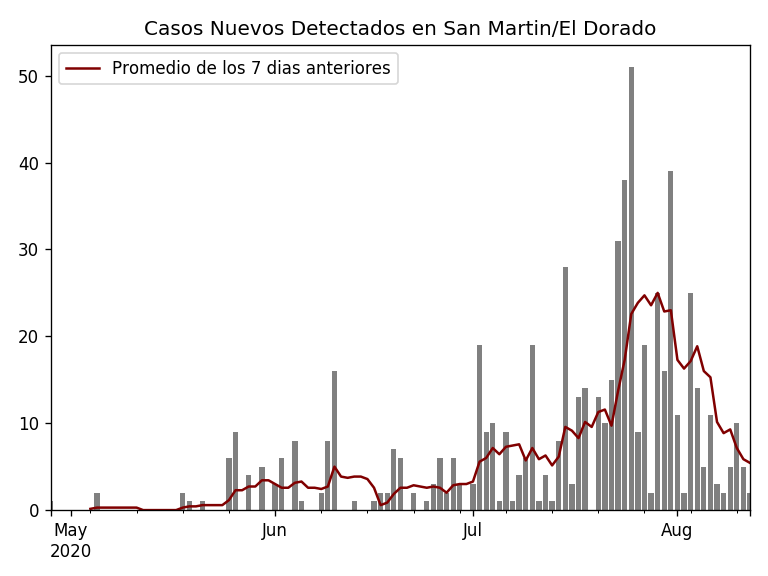 Casos Nuevos Detectados en San Martin/El Dorado
Promedio de los 7 dias anteriores
50
40
30
20
10
0
May Jun Jul Aug
2020